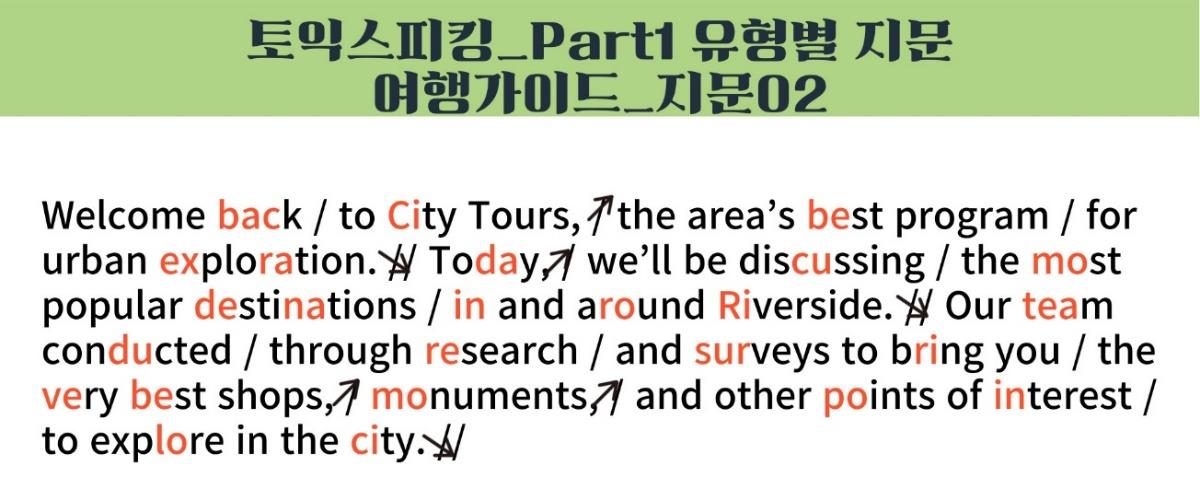 토익스피킹_Part1 유형별 지문
여행가이드_지문02
Welcome back / to City Tours,↗the area's best program / for
urban exploration.↘// Today,↗/ we'll be discussing / the most
popular destinations / in and around Riverside.↘// Our team
conducted / through research / and surveys to bring you / the
very best shops,↗/ monuments,↗/ and other points of interest /
to explore in the city.↘//